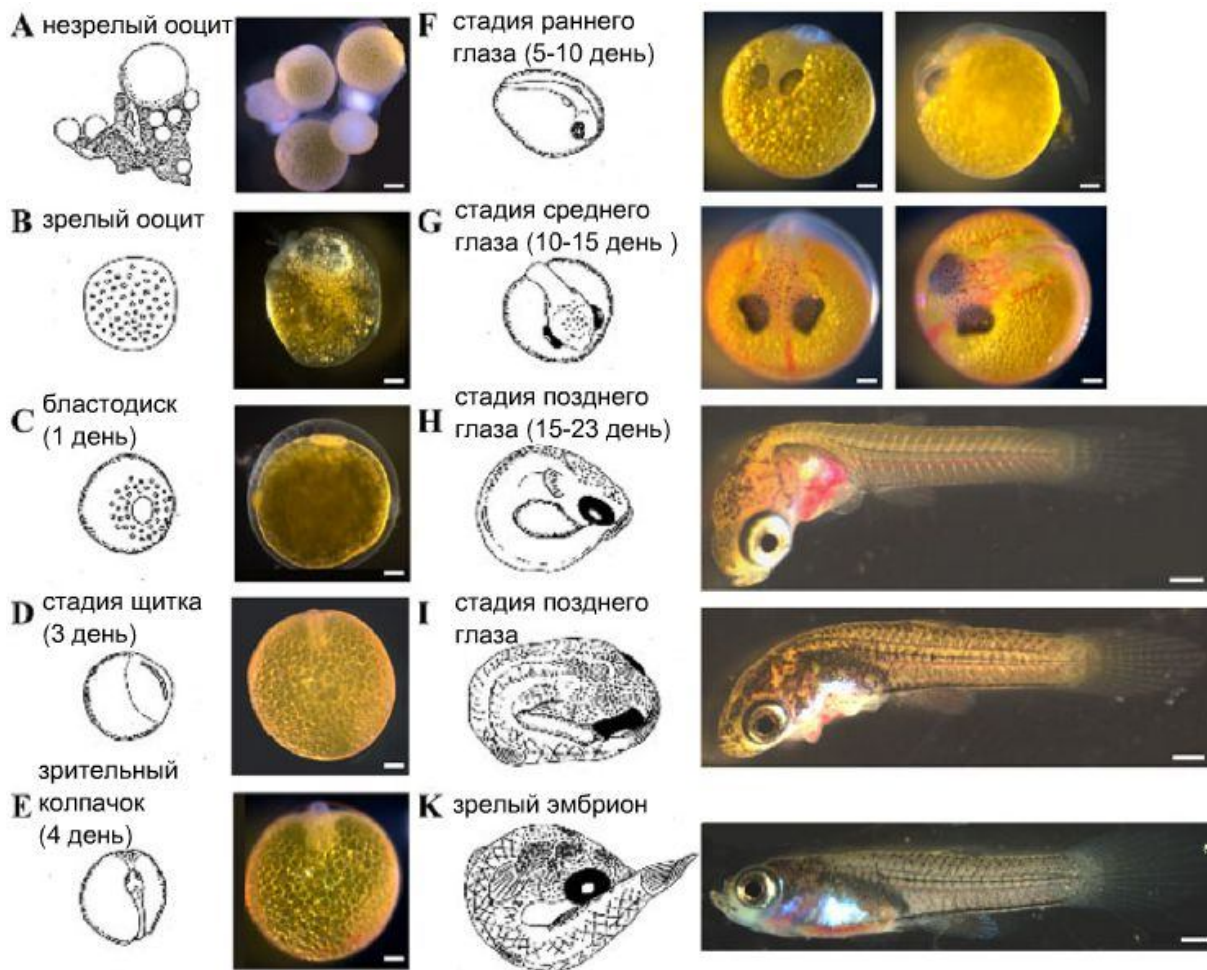 A незрелый ооцит
B зрелый ооцит
C бластодиск
(1 день)
D стадия щитка
(3 день)
E зрительный
колпачок
(4 день)
F стадия раннего
глаза (5-10 день)
G стадия среднего
глаза (10-15 день )
H стадия позднего
глаза (15-23 день)
I стадия позднего
глаза
K зрелый эмбрион